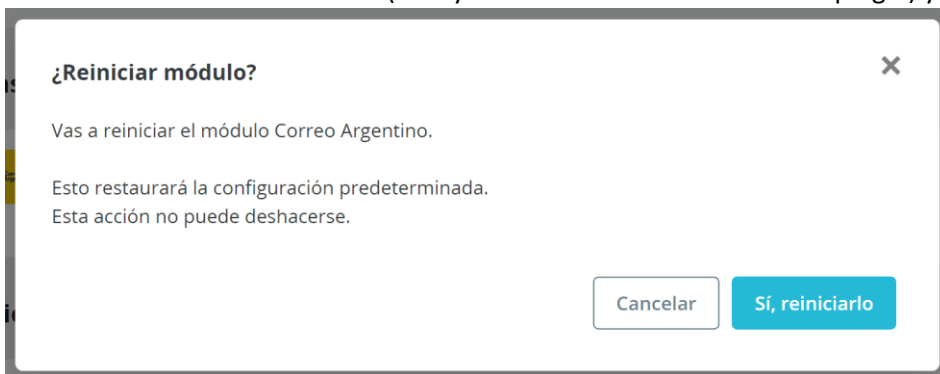 ¿Reiniciar módulo?
Vas a reiniciar el módulo Correo Argentino.
Esto restaurará la configuración predeterminada.
Esta acción no puede deshacerse.
Cancelar
Sí, reiniciarlo